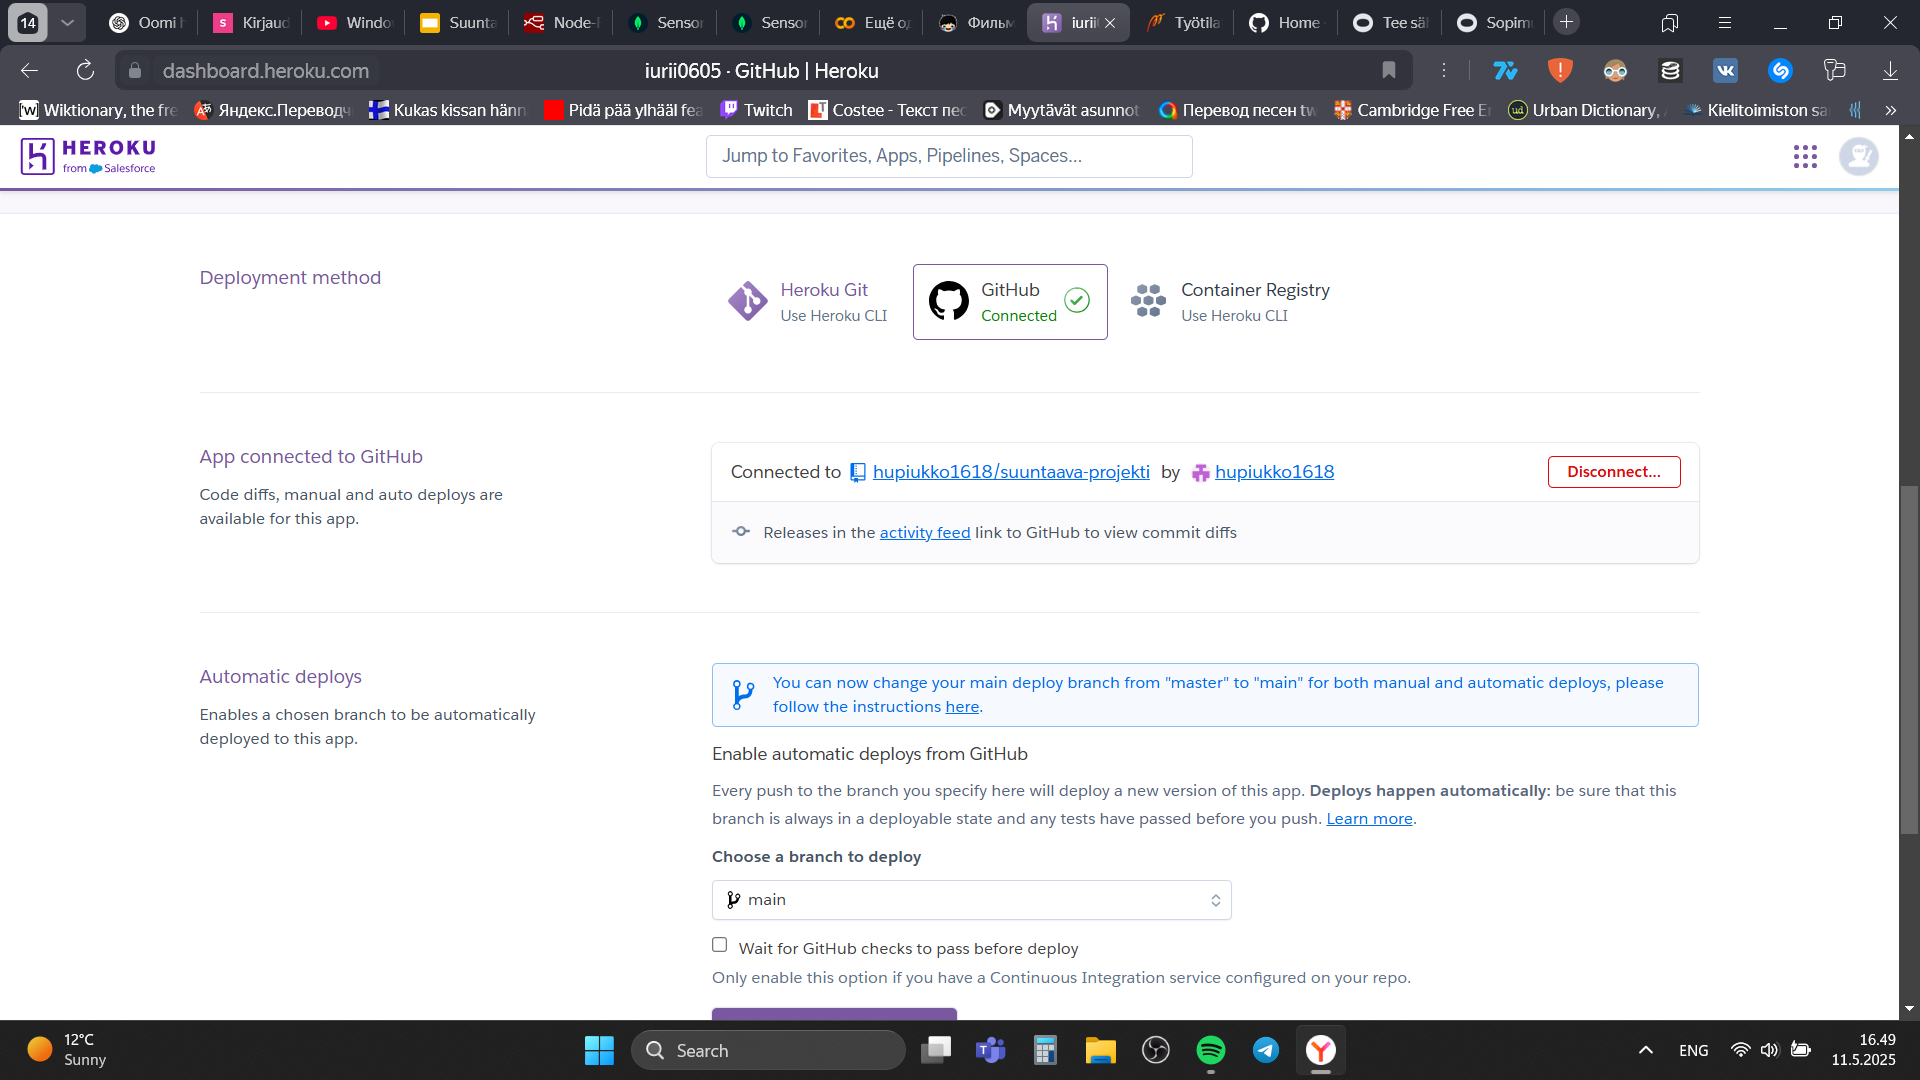 14
Oomi h
Kirjaud
Windo
Suunta
Node-R
Sensor
Sensor
Ещё о
Фильм
iurii
Työtila
Home
Tee säh
Sopimu
dashboard.heroku.com
iurii0605 · GitHub | Heroku
Wiktionary, the fre
Яндекс.Переводч
Kukas kissan hänn
Pidä pää ylhääl fea
Twitch
Costee - Текст пес
Myytävät asunnot
Перевод песен tw
Cambridge Free E
Urban Dictionary,
Kielitoimiston sa
HEROKU
from Salesforce
Jump to Favorites, Apps, Pipelines, Spaces...
Deployment method
Heroku Git
Use Heroku CLI
GitHub
Connected
Container Registry
Use Heroku CLI
App connected to GitHub
Code diffs, manual and auto deploys are
available for this app.
Connected to hupiukko1618/suuntaava-projekti by hupiukko1618
Disconnect...
Releases in the activity feed link to GitHub to view commit diffs
Automatic deploys
Enables a chosen branch to be automatically
deployed to this app.
You can now change your main deploy branch from "master" to "main" for both manual and automatic deploys, please
follow the instructions here.
Enable automatic deploys from GitHub
Every push to the branch you specify here will deploy a new version of this app. Deploys happen automatically: be sure that this
branch is always in a deployable state and any tests have passed before you push. Learn more.
Choose a branch to deploy
main
Wait for GitHub checks to pass before deploy
Only enable this option if you have a Continuous Integration service configured on your repo.
12°C
Sunny
Search
ENG
16.49
11.5.2025